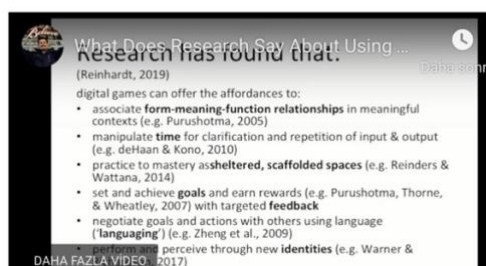 What Does Research Say About Using ...
Research has found that:
Daha sonr
(Reinhardt, 2019)
digital games can offer the affordances to:
• associate form-meaning-function relationships in meaningful
contexts (e.g. Purushotma, 2005)
• manipulate time for clarification and repetition of input & output
(e.g. deHaan & Kono, 2010)
• practice to mastery assheltered, scaffolded spaces (e.g. Reinders &
Wattana, 2014)
• set and achieve goals and earn rewards (e.g. Purushotma, Thorne,
& Wheatley, 2007) with targeted feedback
• negotiate goals and actions with others using language
('languaging') (e.g. Zheng et al., 2009)
• perform and perceive through new identities (e.g. Warner &
DAHA FAZLA VİDEO
2017)